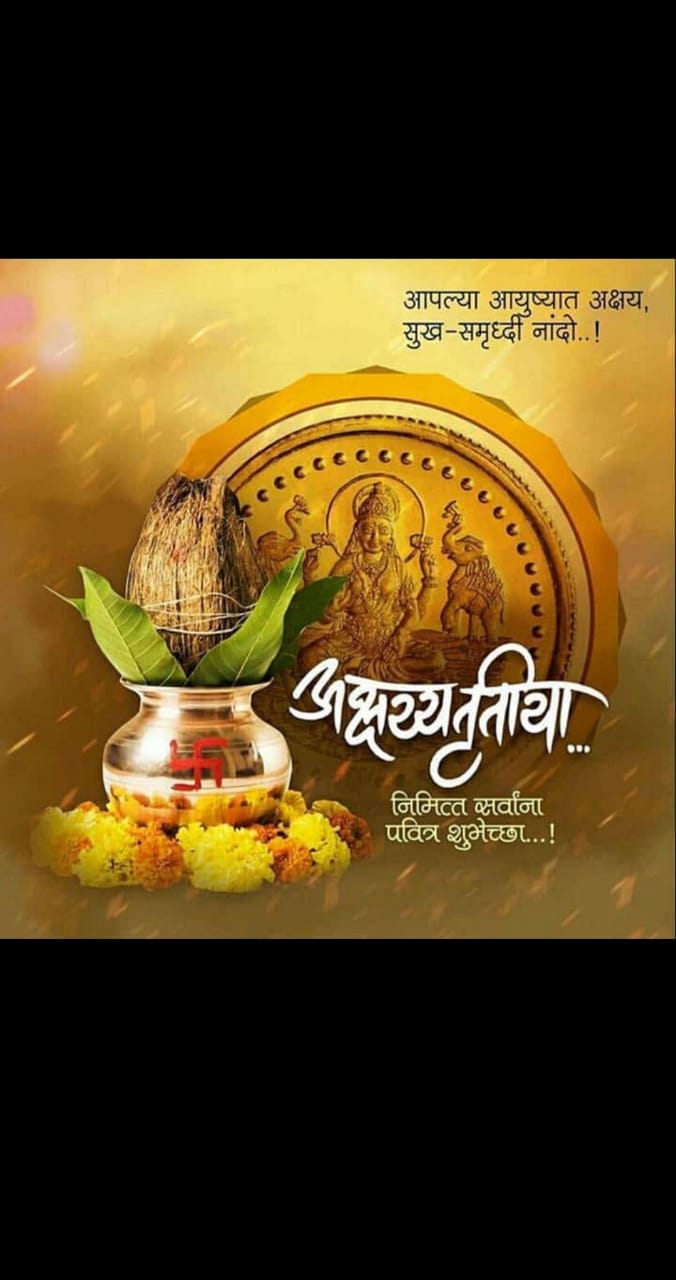 आपल्या आयुष्यात अक्षय,
सुख-समृध्दी नांदो..!
अक्षय्यतृतीया...
निमित्त सर्वांना
पवित्र शुभेच्छा...!